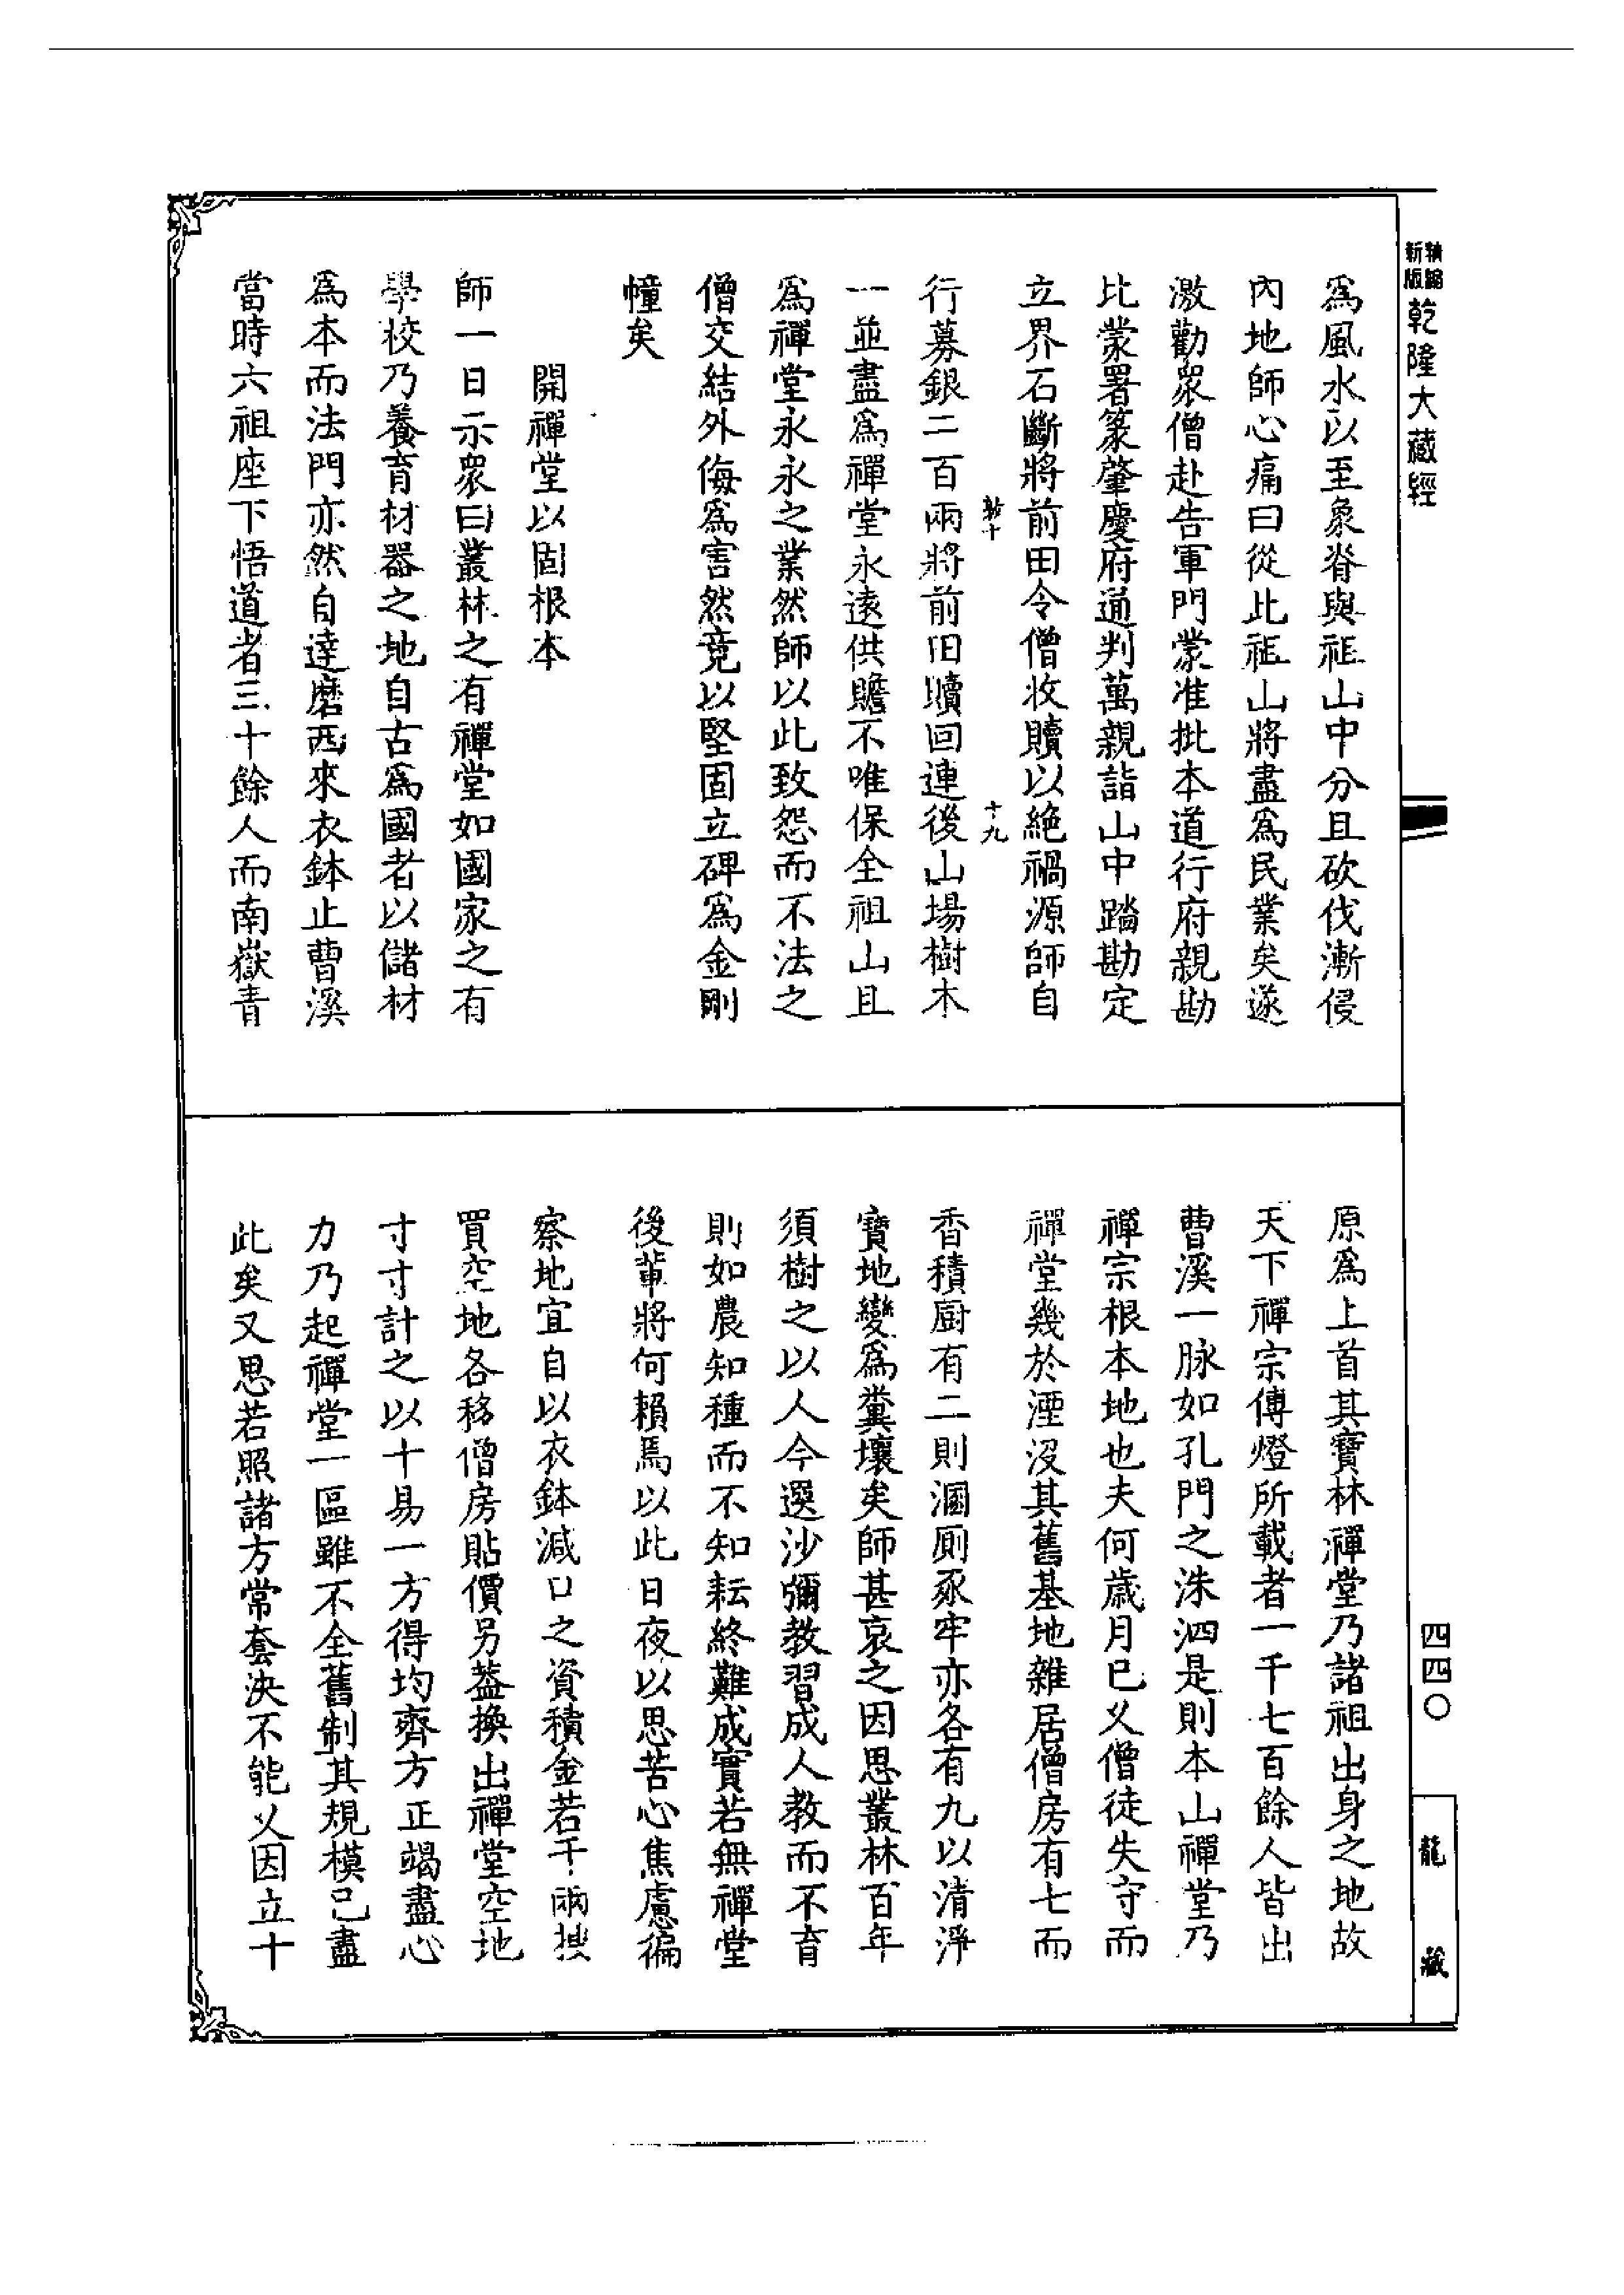 新版
精縮
乾隆大藏經
為風水以至象脊與祖山中分且砍伐漸侵
內地師心痛曰從此祖山將盡為民業矣遂
激勸眾僧赴告軍門蒙准批本道行府親勘
比蒙署篆肇慶府通判萬親詣山中踏勘定
立界石斷將前田令僧收贖以絕禍源師自
十九
行募銀二百兩將前田贖回連後山場樹木
一並盡為禪堂永遠供贍不唯保全祖山且
為禪堂永永之業然師以此致怨而不法之
僧交結外侮為害然竟以堅固立碑為金剛
幢矣
開禪堂以固根本
師一日示眾曰叢林之有禪堂如國家之有
學校乃養育材器之地自古為國者以儲材
為本而法門亦然自達磨西來衣鉢止曹溪
當時六祖座下悟道者三十餘人而南嶽青
原為上首其寶林禪堂乃諸祖出身之地故
天下禪宗傳燈所載者一千七百餘人皆出
曹溪一脉如孔門之洙泗是則本山禪堂乃
禪宗根本地也夫何歲月已乂僧徒失守而
禪堂幾於湮沒其舊基地雜居僧房有七而
香積厨有二則溷廁豕牢亦各有九以清淨
寶地變為糞壤矣師甚哀之因思叢林百年
須樹之以人今選沙彌教習成人教而不育
則如農知種而不知耘終難成實若無禪堂
後輩將何賴焉以此日夜以思苦心焦慮徧
察地宜自以衣鉢減口之資積金若干兩搜
買空地各移僧房貼價另葢換出禪堂空地
寸寸計之以十易一方得均齊方正竭盡心
力乃起禪堂一區雖不全舊制其規模已盡
此矣又思若照諸方常套決不能乂因立十
四四〇
龍藏